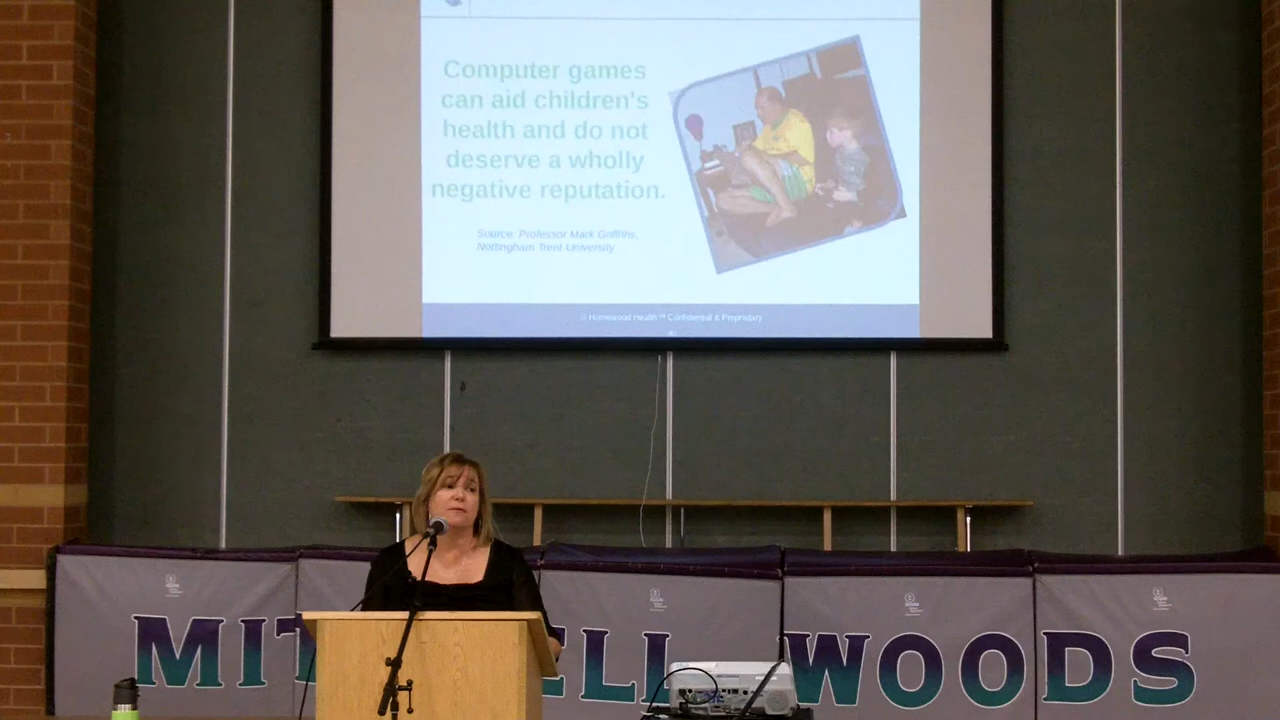 Computer games
can aid children's
health and do not
deserve a wholly
negative reputation.
Source: Professor Mark Griffiths,
Nottingham Trent University
© Homewood Health™ Confidential & Proprietary
MIT ELL WOODS